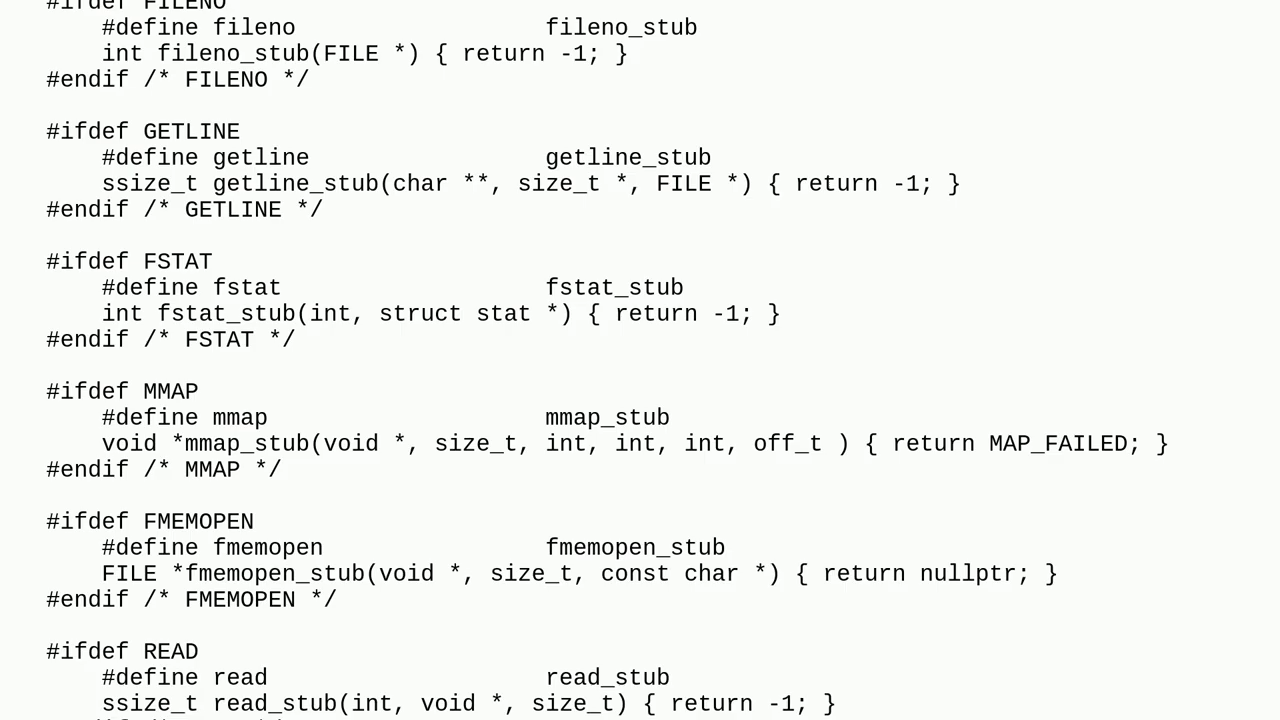 #ifdef FILENO
#define fileno fileno_stub
int fileno_stub(FILE *) { return -1; }
#endif /* FILENO */
#ifdef GETLINE
#define getline getline_stub
ssize_t getline_stub(char **, size_t *, FILE *) { return -1; }
#endif /* GETLINE */
#ifdef FSTAT
#define fstat fstat_stub
int fstat_stub(int, struct stat *) { return -1; }
#endif /* FSTAT */
#ifdef MMAP
#define mmap mmap_stub
void *mmap_stub(void *, size_t, int, int, int, off_t ) { return MAP_FAILED; }
#endif /* MMAP */
#ifdef FMEMOPEN
#define fmemopen fmemopen_stub
FILE *fmemopen_stub(void *, size_t, const char *) { return nullptr; }
#endif /* FMEMOPEN */
#ifdef READ
#define read read_stub
ssize_t read_stub(int, void *, size_t) { return -1; }